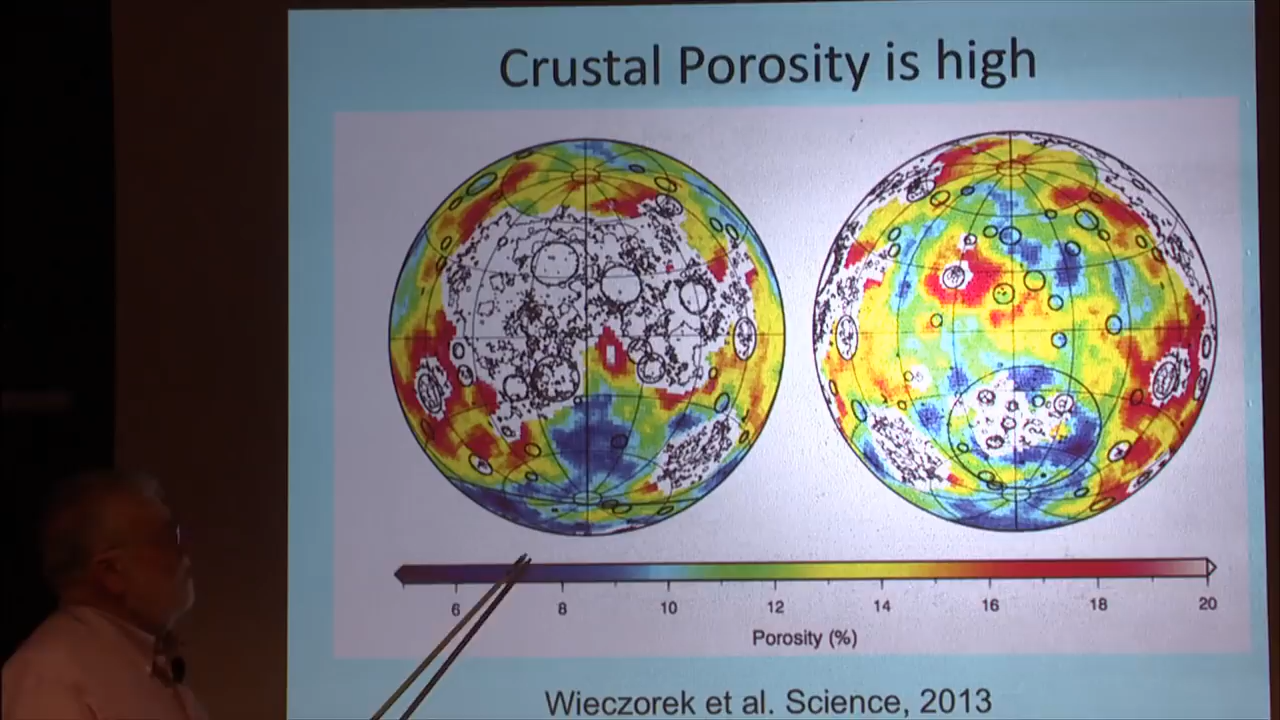 Crustal Porosity is high
6 8 10 12 14 16 18 20
Porosity (%)
Wieczorek et al. Science, 2013